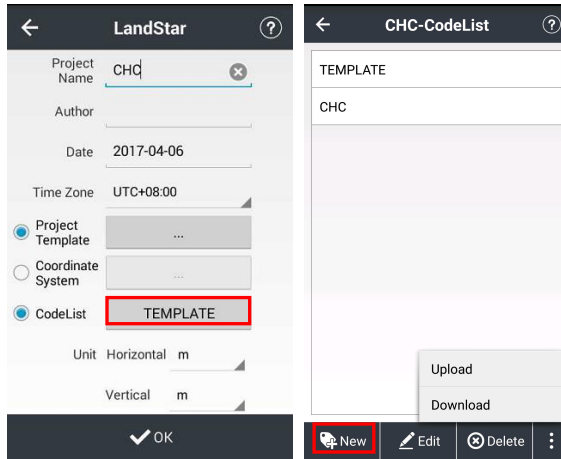 LandStar ?
Project
Name CHC
Author
Date 2017-04-06
Time Zone UTC+08:00
Project
Template ...
Coordinate
System ...
CodeList TEMPLATE
Unit Horizontal m
Vertical m
OK
CHC-CodeList ?
TEMPLATE
CHC
Upload
Download
New Edit Delete